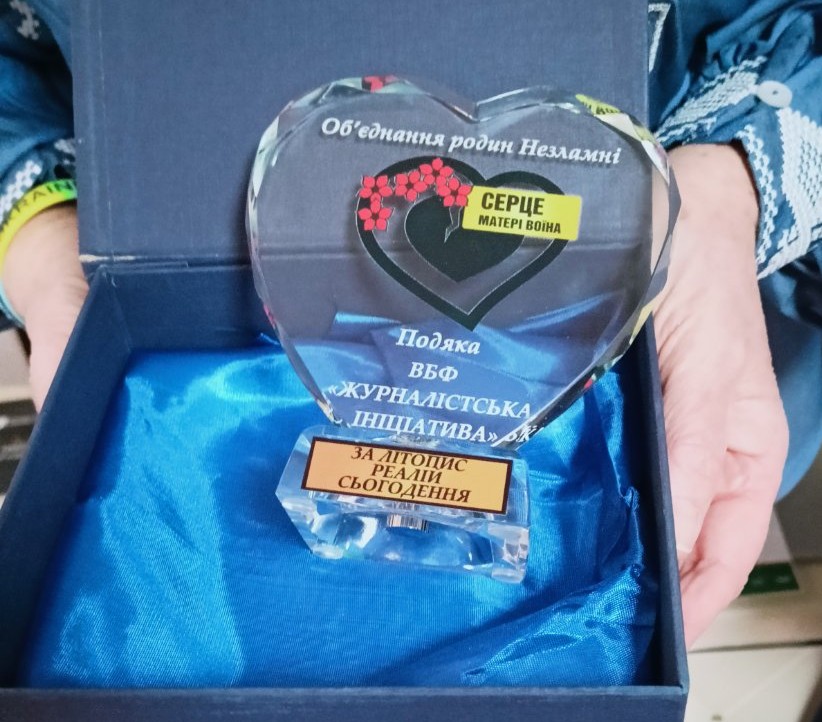 Об'єднання родин Незламні
СЕРЦЕ
МАТЕРІ ВОЇНА
Подяка
ВБФ
«ЖУРНАЛІСТСЬКА
ІНІЦІАТИВА»
ЗА ЛІТОПИС
РЕАЛІЙ
СЬОГОДЕННЯ